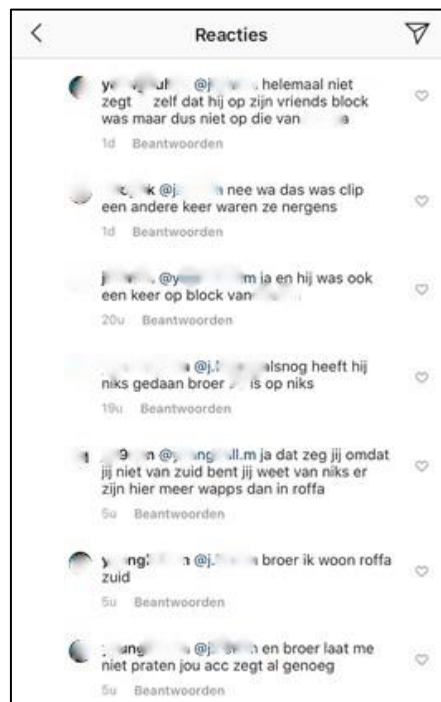 Reacties
helemaal niet
zegt zelf dat hij op zijn vriends block
was maar dus niet op die van
1d Beantwoorden
nee wa das was clip
een andere keer waren ze nergens
1d Beantwoorden
ja en hij was ook
een keer op block van
20u Beantwoorden
alsnog heeft hij
niks gedaan broer is op niks
19u Beantwoorden
ja dat zeg jij omdat
jij niet van zuid bent jij weet van niks er
zijn hier meer wapps dan in roffa
5u Beantwoorden
broer ik woon roffa
zuid
5u Beantwoorden
en broer laat me
niet praten jou acc zegt al genoeg
5u Beantwoorden